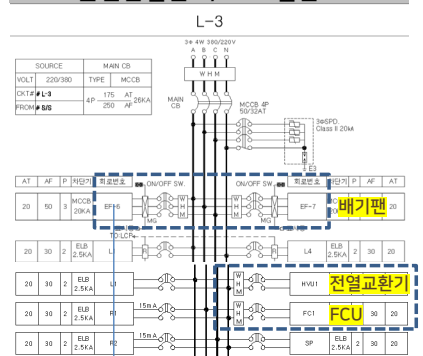 L-3
3Φ 4W 380/220V
A B C N
SOURCE MAIN CB
VOLT 220/380 TYPE MCCB
CKT# #L-3 4P 175 AT 26KA
FROM # S/S 250 AF
W H M
MAIN CB
MCCB 4P
50/32AT
3ΦSPD.
Class II 20kA
E3
AT AF P 차단기 회로번호 ON/OFF SW. ON/OFF SW. 회로번호 차단기 P AF AT
20 50 3 MCCB 20KA EF-6 W H M W H M EF-7 배기팬 20
MG MG
TO LCP
20 30 2 ELB 2.5KA R R L4 ELB 2.5KA 2 30 20
20 30 2 ELB 2.5KA L1 W H M HVU1 전열교환기
20 30 2 ELB 2.5KA R1 15mA W H M FC1 FCU 30 20
20 30 2 ELB 2.5KA R2 15mA SP ELB 2.5KA 2 30 20